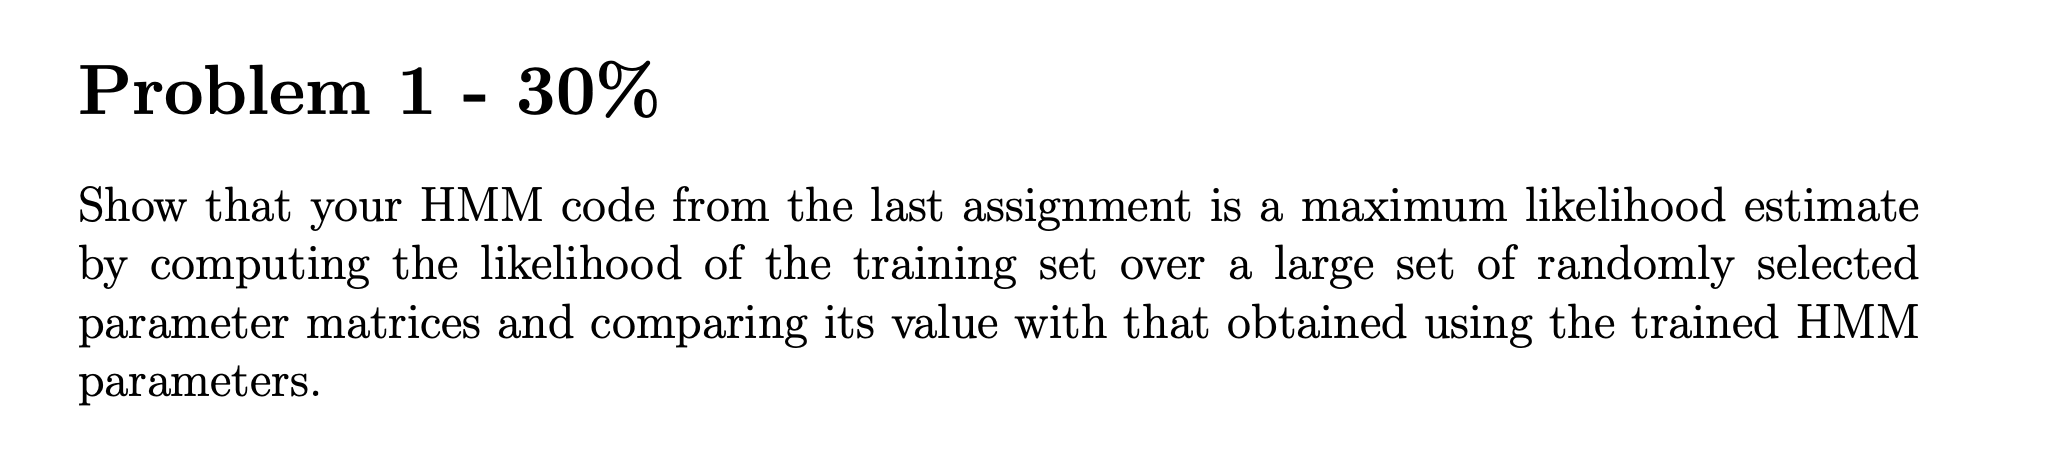 Problem 1 - 30%
Show that your HMM code from the last assignment is a maximum likelihood estimate
by computing the likelihood of the training set over a large set of randomly selected
parameter matrices and comparing its value with that obtained using the trained HMM
parameters.